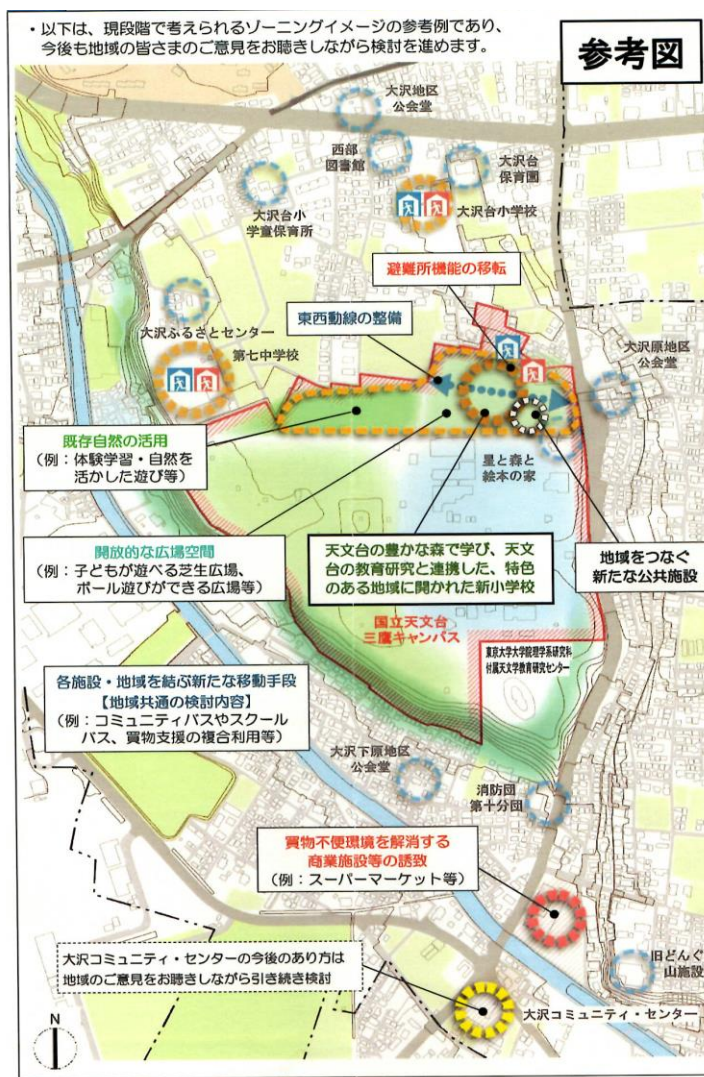 ・以下は、現段階で考えられるゾーニングイメージの参考例であり、
今後も地域の皆さまのご意見をお聴きしながら検討を進めます。
参考図
大沢地区
公会堂
西部
図書館
大沢台
保育園
大沢台小
学童保育所
大沢台小学校
避難所機能の移転
東西動線の整備
大沢ふるさとセンター
第七中学校
大沢原地区
公会堂
既存自然の活用
（例：体験学習・自然を
活かした遊び等）
星と森と
絵本の家
開放的な広場空間
（例：子どもが遊べる芝生広場、
ボール遊びができる広場等）
天文台の豊かな森で学び、天文
台の教育研究と連携した、特色
のある地域に開かれた新小学校
地域をつなぐ
新たな公共施設
国立天文台
三鷹キャンパス
東京大学大学院理学系研究科
付属天文学教育研究センター
各施設・地域を結ぶ新たな移動手段
【地域共通の検討内容】
（例：コミュニティバスやスクール
バス、買物支援の複合利用等）
大沢下原地区
公会堂
消防団
第十分団
買物不便環境を解消する
商業施設等の誘致
（例：スーパーマーケット等）
大沢コミュニティ・センターの今後のあり方は
地域のご意見をお聴きしながら引き続き検討
旧どんぐ
山施設
大沢コミュニティ・センター
N